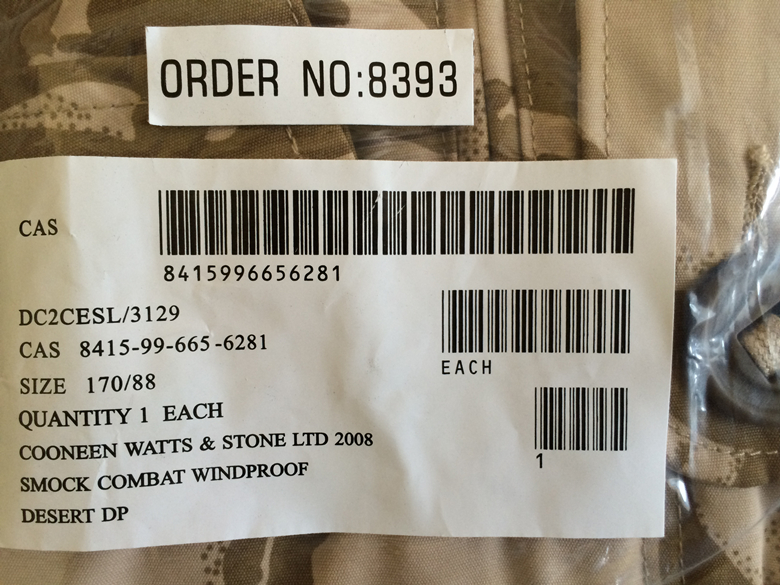 ORDER NO:8393
CAS
8415996656281
DC2CESL/3129
CAS 8415-99-665-6281
SIZE 170/88
EACH
QUANTITY 1 EACH
COONEEN WATTS & STONE LTD 2008
1
SMOCK COMBAT WINDPROOF
DESERT DP